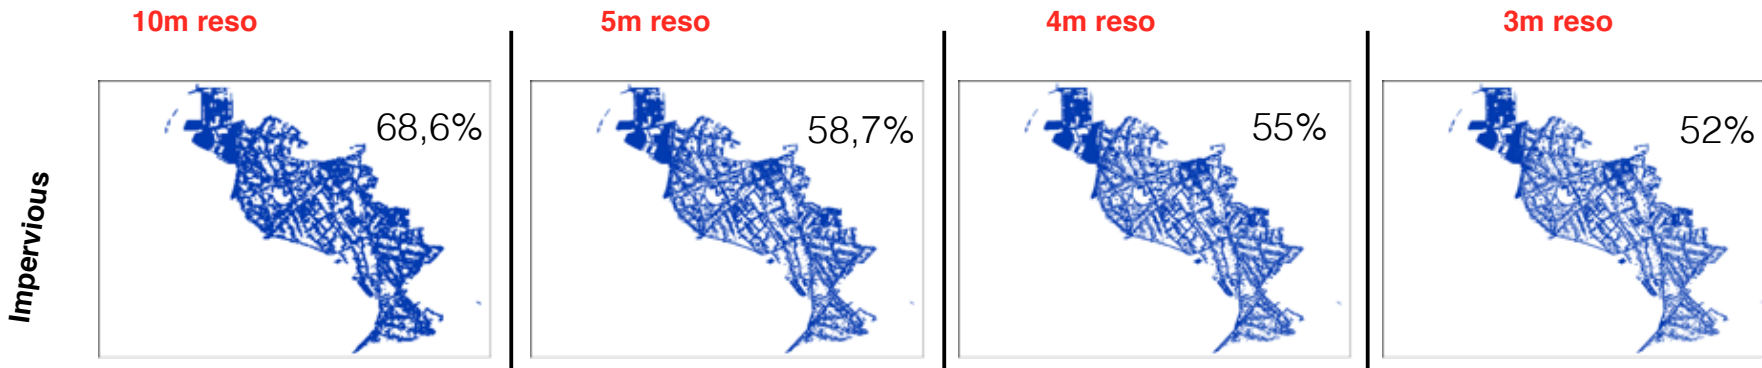 10m reso
5m reso
4m reso
3m reso
Impervious
68,6%
58,7%
55%
52%